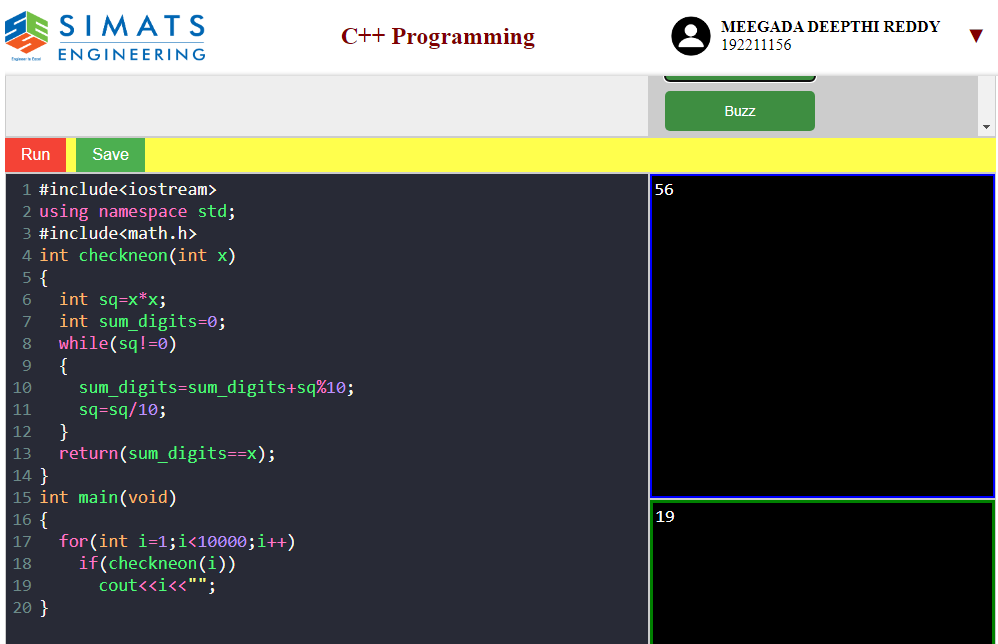 SIMATS
ENGINEERING
Engineer to Excel
C++ Programming
MEEGADA DEEPTHI REDDY
192211156
▼
Buzz
Run
Save
1 #include<iostream>
2 using namespace std;
3 #include<math.h>
4 int checkneon(int x)
5 {
6   int sq=x*x;
7   int sum_digits=0;
8   while(sq!=0)
9   {
10     sum_digits=sum_digits+sq%10;
11     sq=sq/10;
12   }
13   return(sum_digits==x);
14 }
15 int main(void)
16 {
17   for(int i=1;i<10000;i++)
18     if(checkneon(i))
19       cout<<i<<"";
20 }
56
19